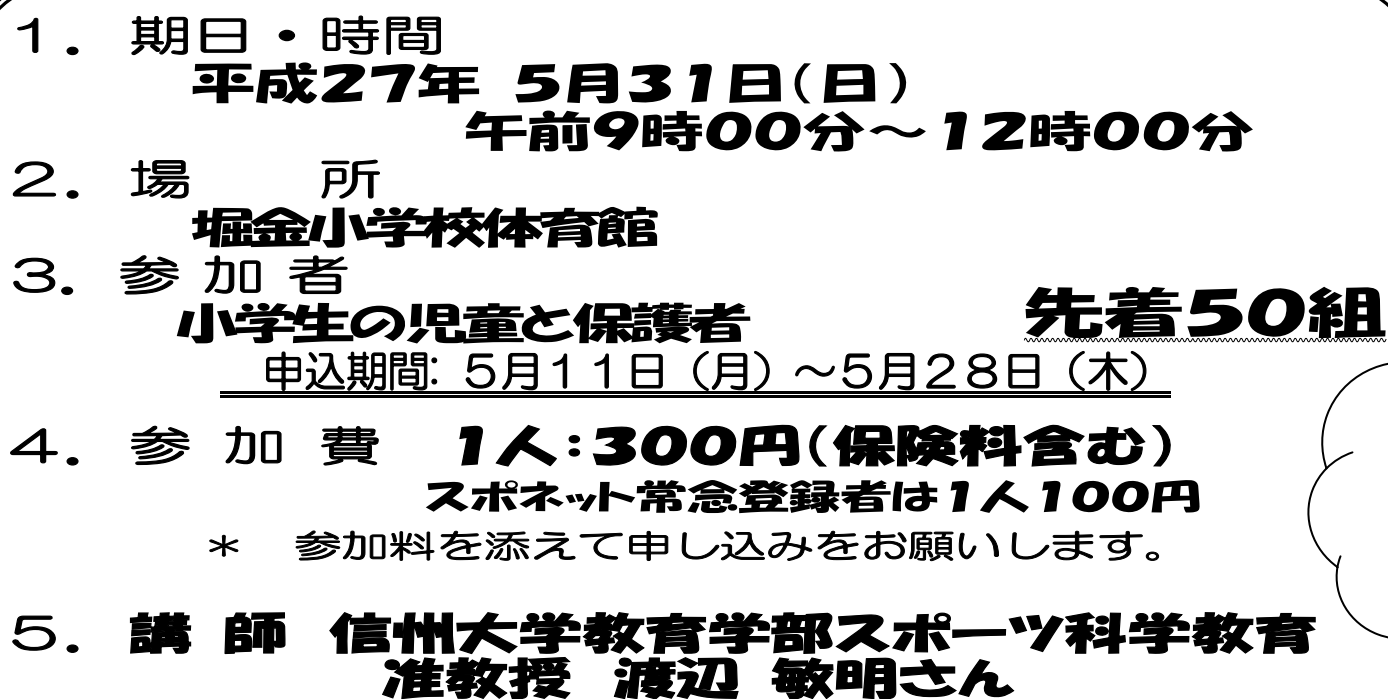 １．期日・時間
平成27年 5月31日(日)
午前9時00分～12時00分
２．場　　所
堀金小学校体育館
３．参 加 者
小学生の児童と保護者　先着50組
申込期間: ５月１１日（月）～５月２８日（木）
４．参 加 費　1人：300円(保険料含む)
スポネット常念登録者は1人100円
＊　参加料を添えて申し込みをお願いします。
５．講 師　信州大学教育学部スポーツ科学教育
准教授　渡辺　敏明さん